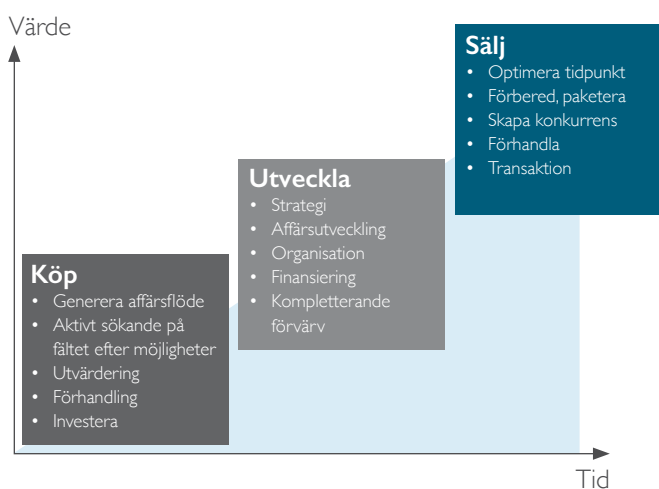 Värde
Sälj
• Optimera tidpunkt
• Förbered, paketera
• Skapa konkurrens
• Förhandla
• Transaktion
Utveckla
• Strategi
• Affärsutveckling
• Organisation
• Finansiering
• Kompletterande
förvärv
Köp
• Generera affärsflöde
• Aktivt sökande på
fältet efter möjligheter
• Utvärdering
• Förhandling
• Investera
Tid